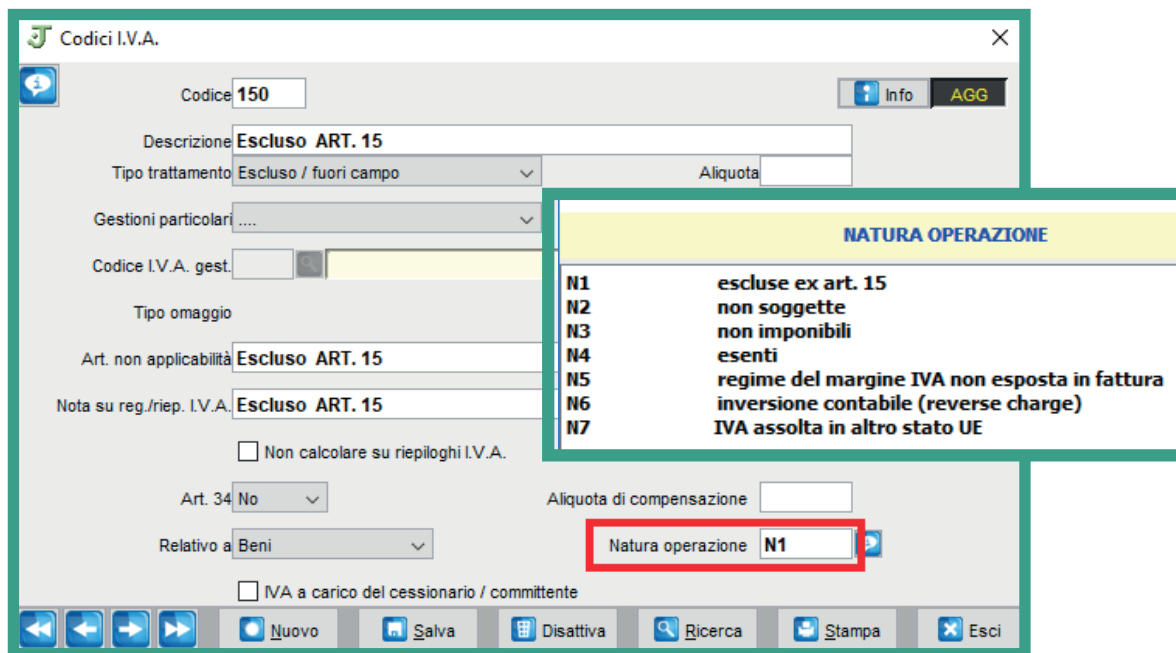 Codici I.V.A.
Codice 150
Info AGG
Descrizione Escluso ART. 15
Tipo trattamento Escluso / fuori campo Aliquota
Gestioni particolari ....
Codice I.V.A. gest.
Tipo omaggio
Art. non applicabilità Escluso ART. 15
Nota su reg./riep. I.V.A. Escluso ART. 15
Non calcolare su riepiloghi I.V.A.
Art. 34 No Aliquota di compensazione
Relativo a Beni Natura operazione N1
IVA a carico del cessionario / committente
Nuovo Salva Disattiva Ricerca Stampa Esci
NATURA OPERAZIONE
N1 escluse ex art. 15
N2 non soggette
N3 non imponibili
N4 esenti
N5 regime del margine IVA non esposta in fattura
N6 inversione contabile (reverse charge)
N7 IVA assolta in altro stato UE